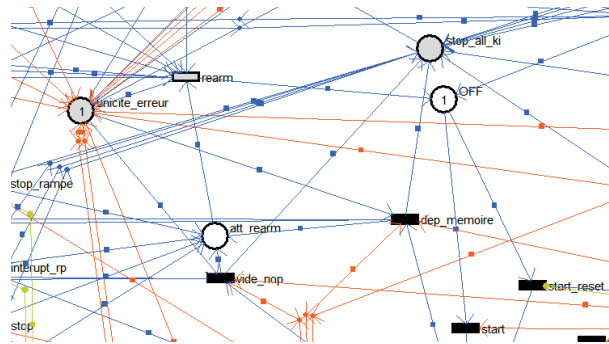 stop_all_ki
rearm
OFF
1
unicite_erreur
1
stop_rampe
dep_memoire
att_rearm
interupt_rp
vide_nop
start_reset
stop
start